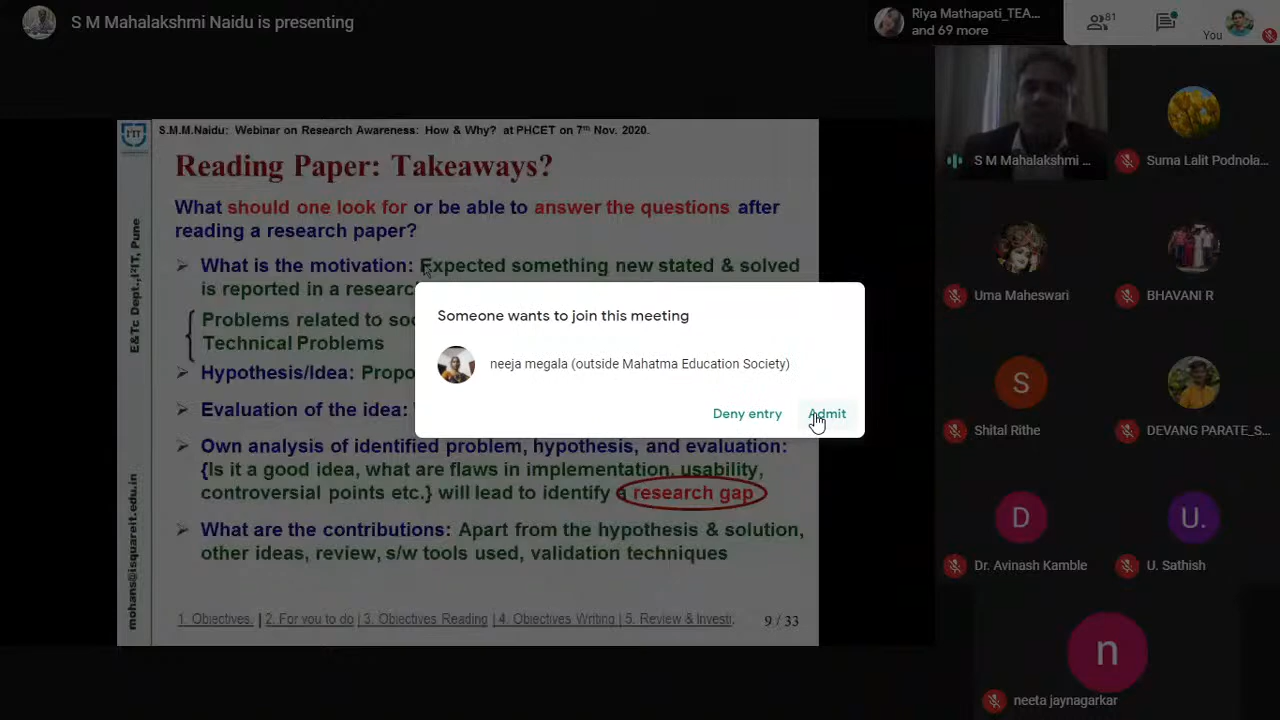 S M Mahalakshmi Naidu is presenting
Riya Mathapati_TEA...
and 69 more
81
You
S.M.M.Naidu: Webinar on Research Awareness: How & Why? at PHCET on 7th Nov. 2020.
Reading Paper: Takeaways?
What should one look for or be able to answer the questions after
reading a research paper?
➢ What is the motivation: Expected something new stated & solved
is reported in a research
Problems related to
Technical Problems
➢ Hypothesis/Idea:
➢ Evaluation of the idea:
➢ Own analysis of identified problem, hypothesis, and evaluation:
{Is it a good idea, what are flaws in implementation, usability,
controversial points etc.} will lead to identify a research gap
➢ What are the contributions: Apart from the hypothesis & solution,
other ideas, review, s/w tools used, validation techniques
1. Objectives. | 2. For you to do | 3. Objectives Reading | 4. Objectives Writing | 5. Review & Investi.
9 / 33
E&Tc Dept., I²IT, Pune
mohans@isquareit.edu.in
Someone wants to join this meeting
neeja megala (outside Mahatma Education Society)
Deny entry
Admit
S M Mahalakshmi ...
Suma Lalit Podnola...
Uma Maheswari
BHAVANI R
S
Shital Rithe
DEVANG PARATE_S...
D
Dr. Avinash Kamble
U.
U. Sathish
n
neeta jaynagarkar